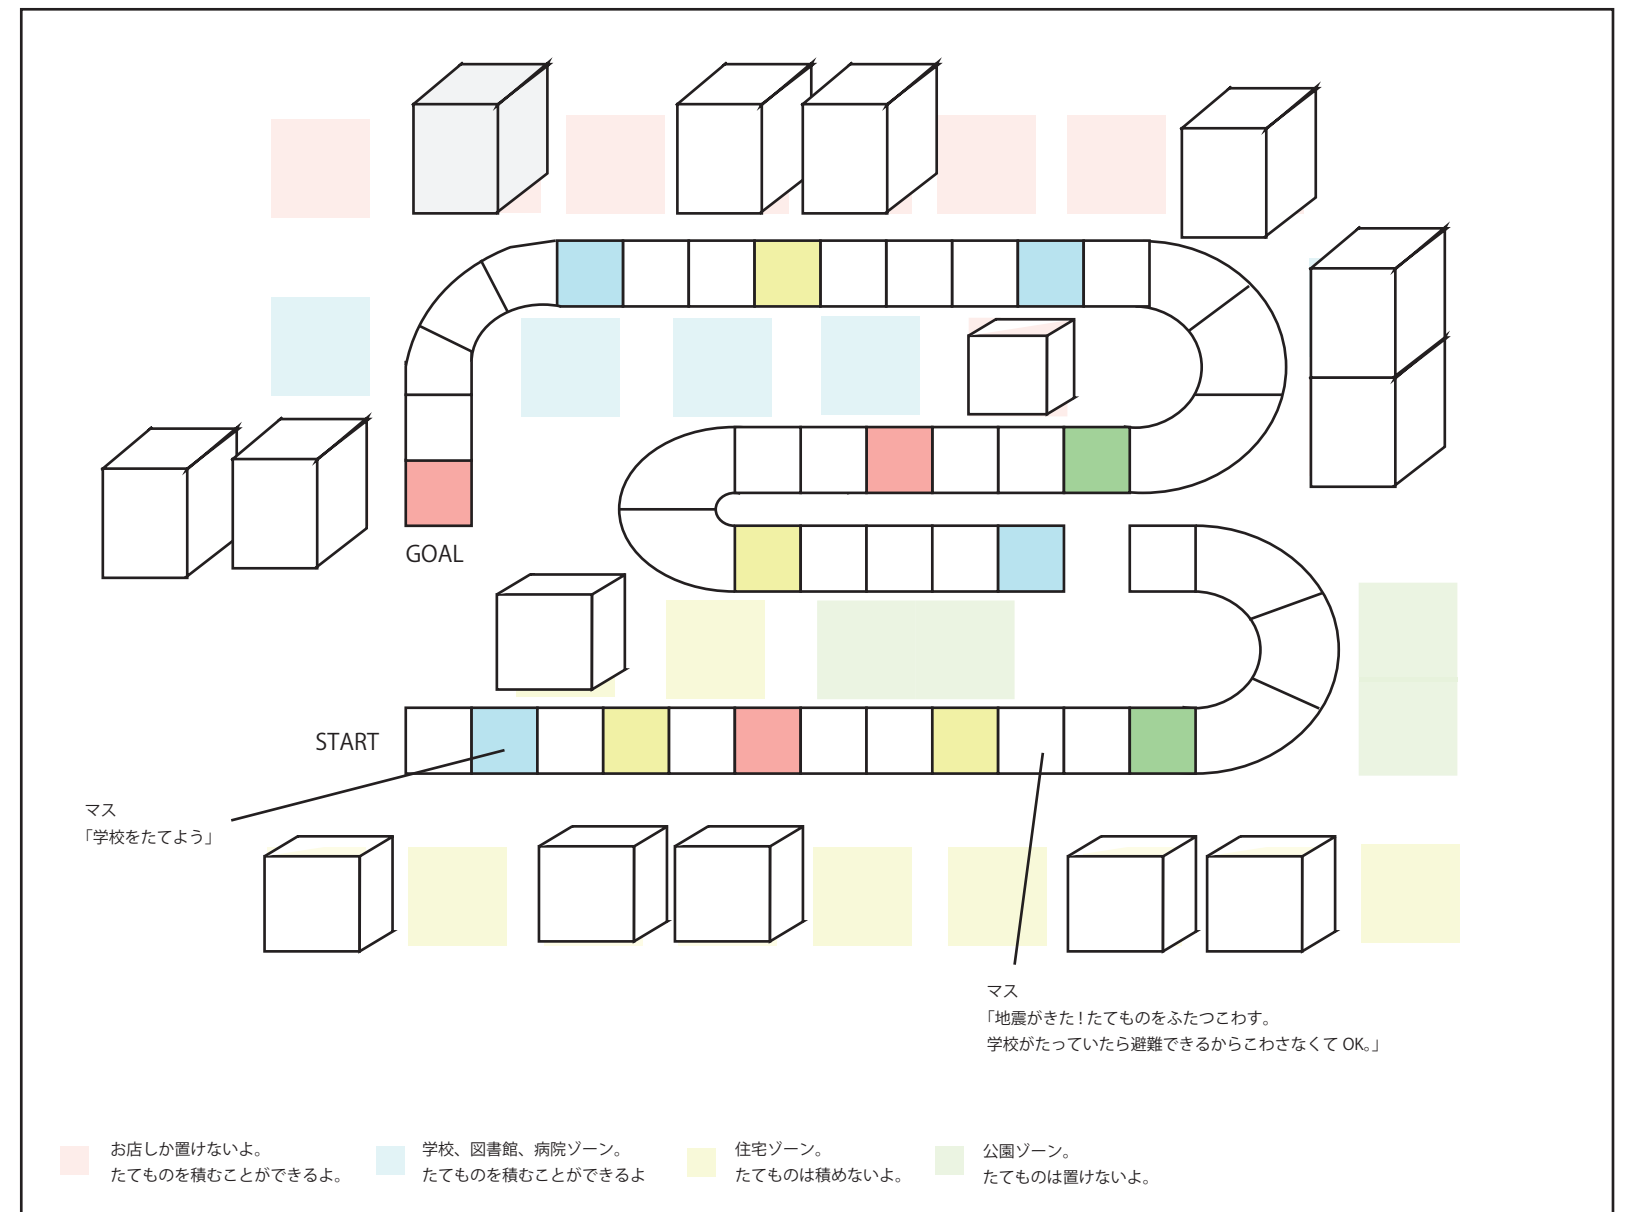 GOAL
START
マス
「学校をたてよう」
マス
「地震がきた！たてものをふたつこわす。
学校がたっていたら避難できるからこわさなくて OK。」
お店しか置けないよ。
たてものを積むことができるよ。
学校、図書館、病院ゾーン。
たてものを積むことができるよ
住宅ゾーン。
たてものは積めないよ。
公園ゾーン。
たてものは置けないよ。